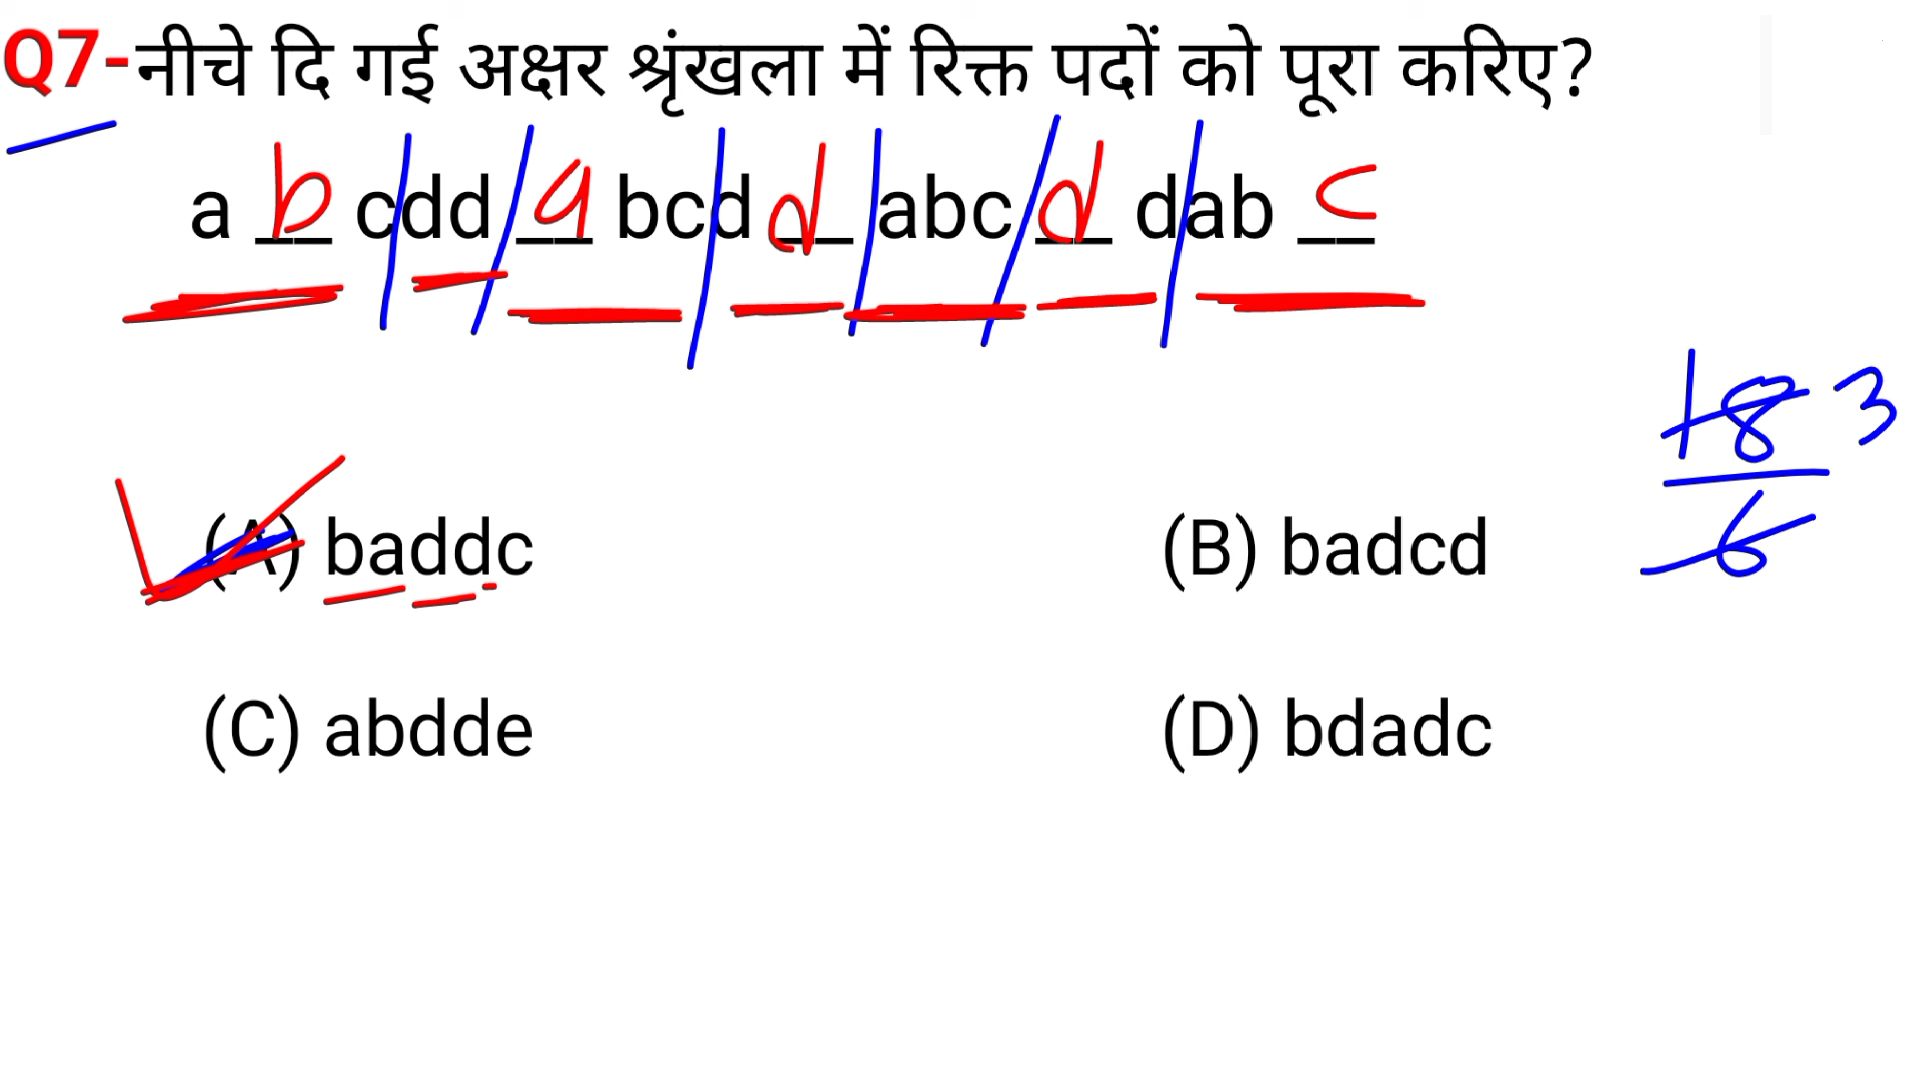 Q7-नीचे दि गई अक्षर श्रृंखला में रिक्त पदों को पूरा करिए?
a b cdd a bcd d abc d dab c
18 3
6
(A) baddc (B) badcd
(C) abdde (D) bdadc